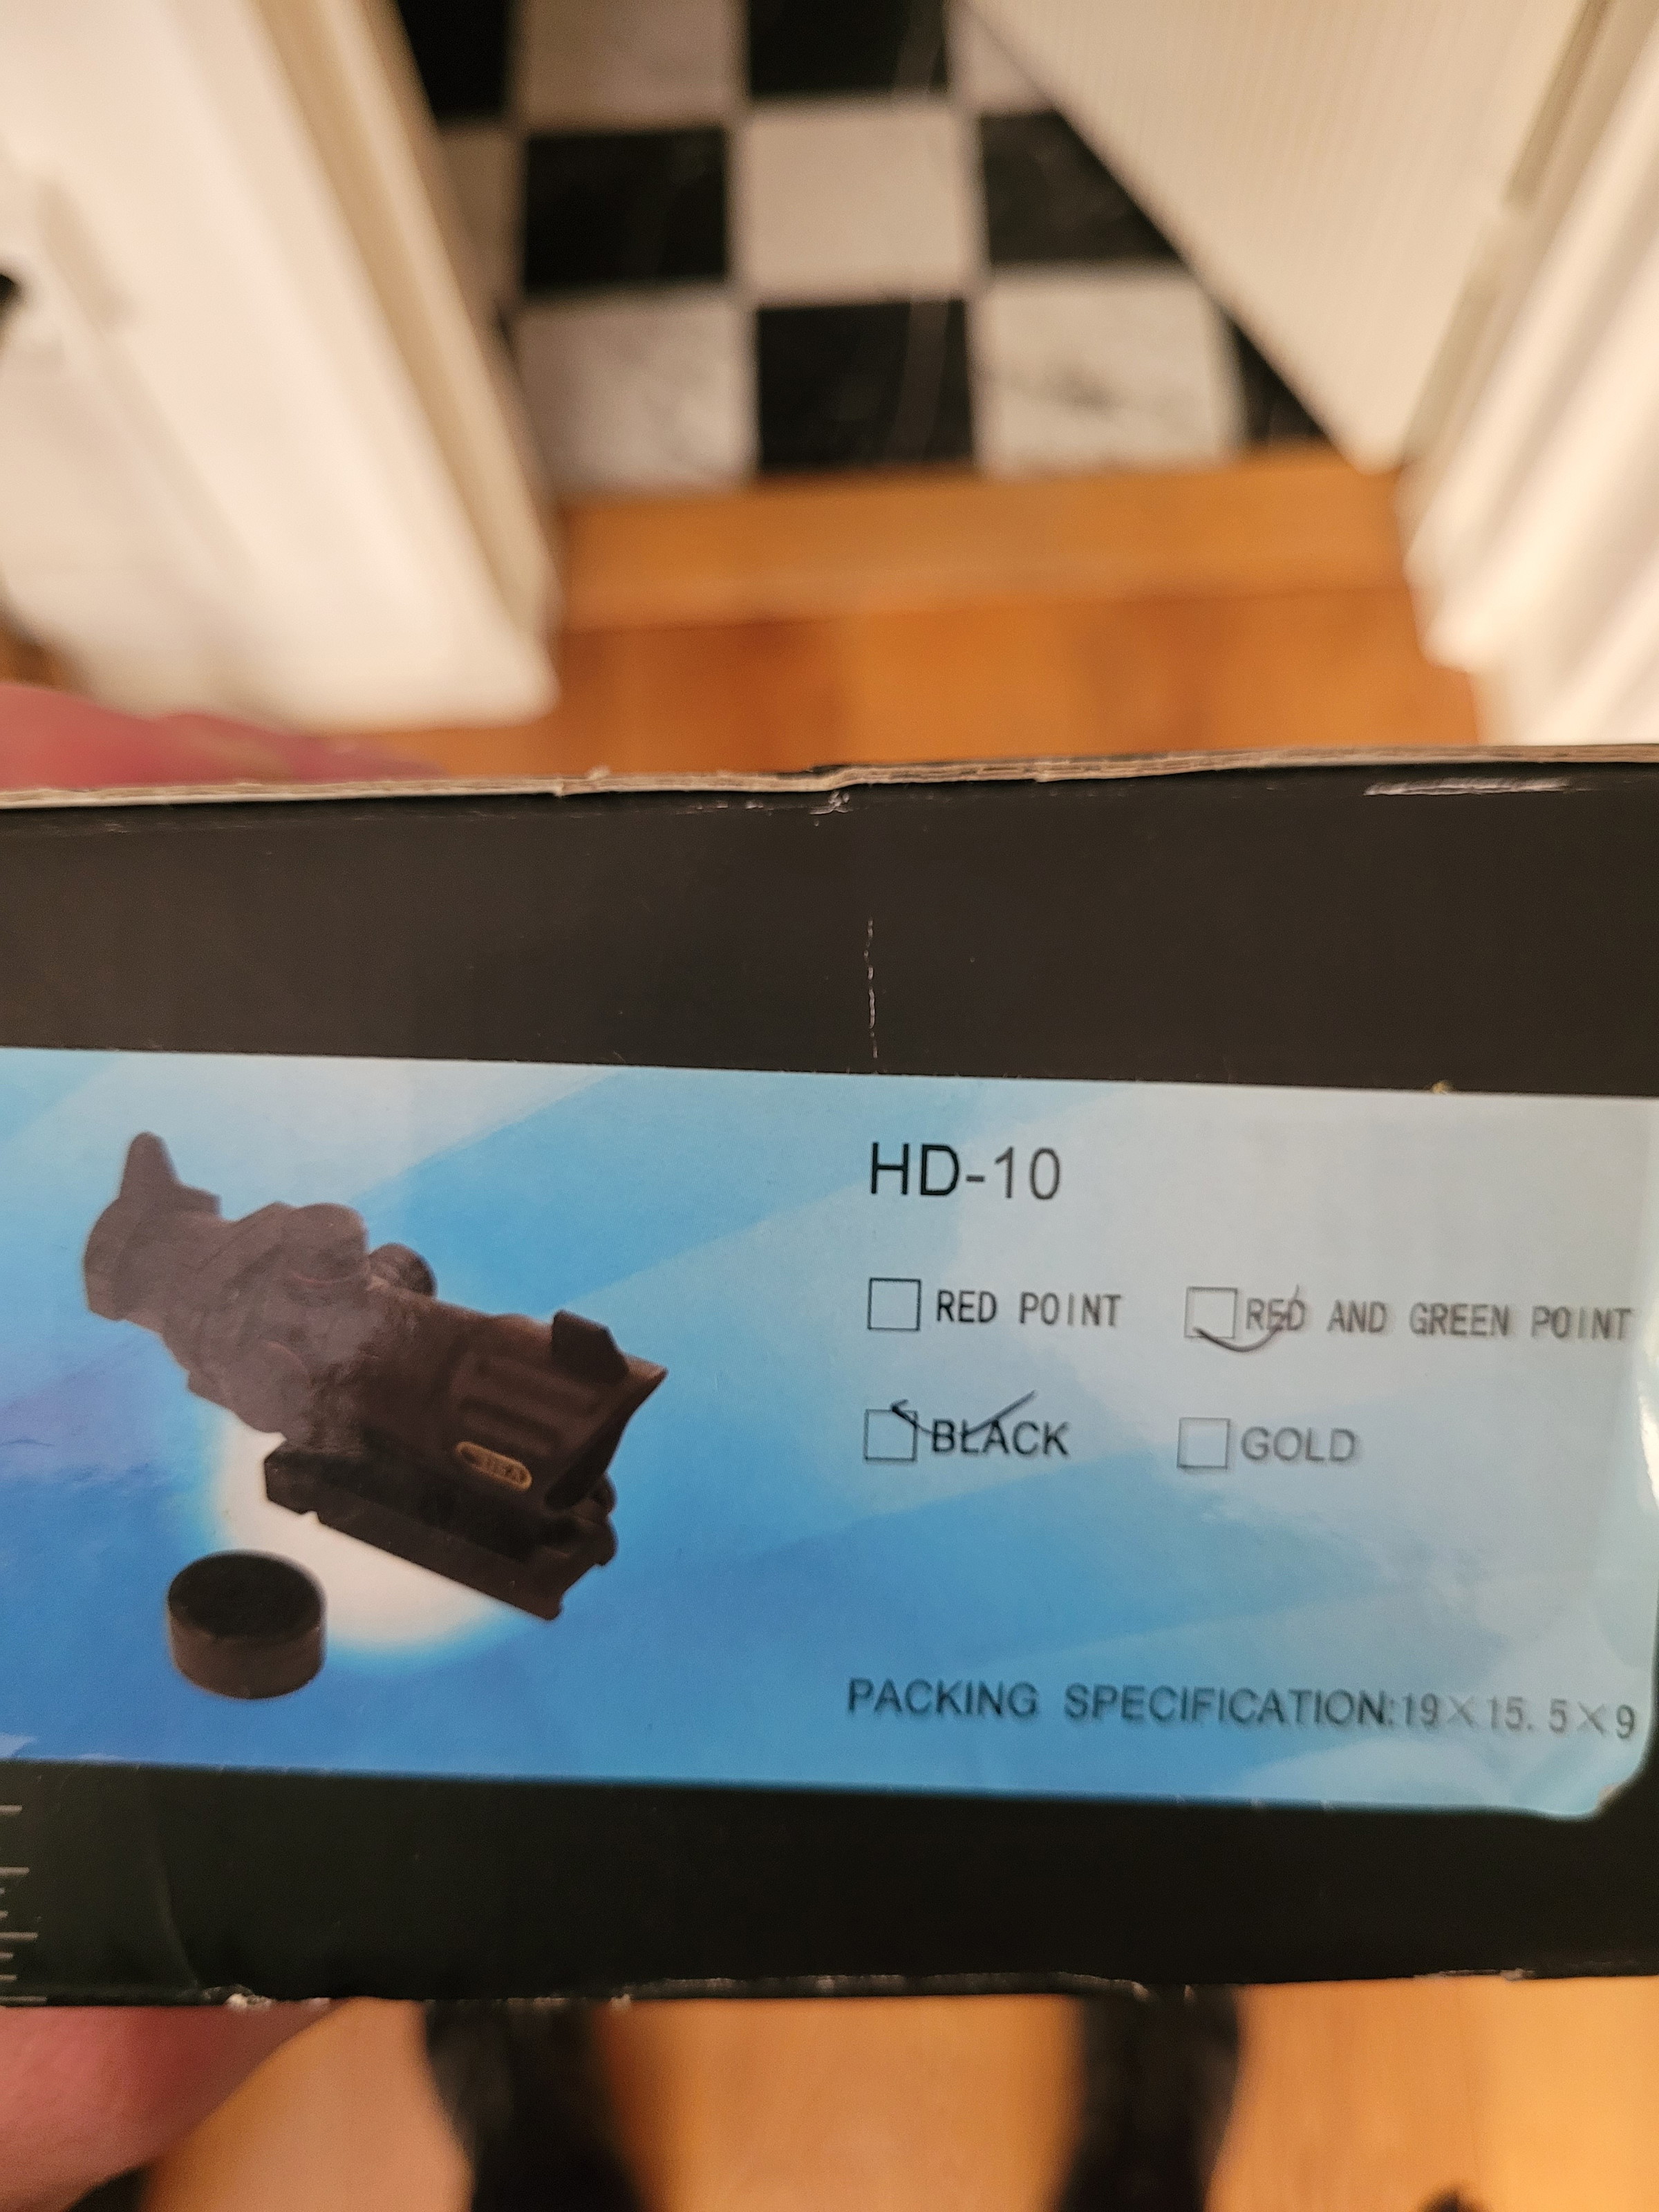 HD-10
RED POINT RED AND GREEN POINT
BLACK GOLD
PACKING SPECIFICATION:19×15.5×9